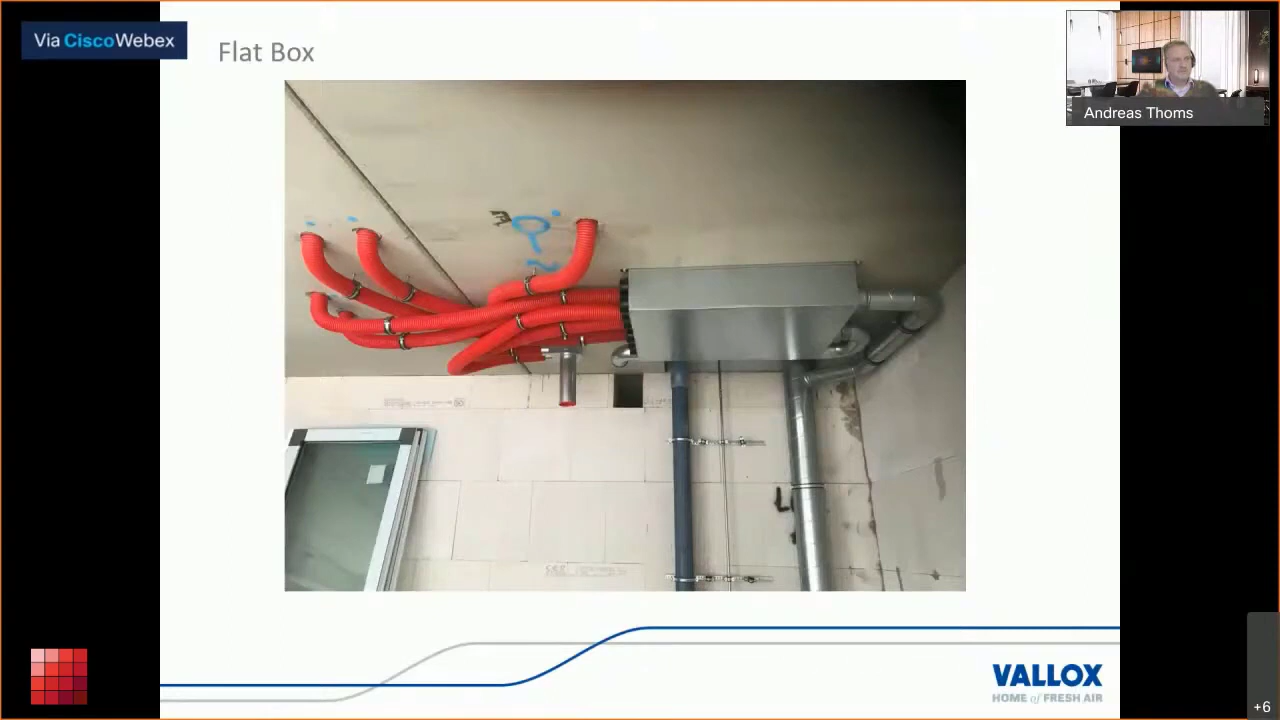 Via CiscoWebex
Flat Box
Andreas Thoms
VALLOX
HOME of FRESH AIR
+6